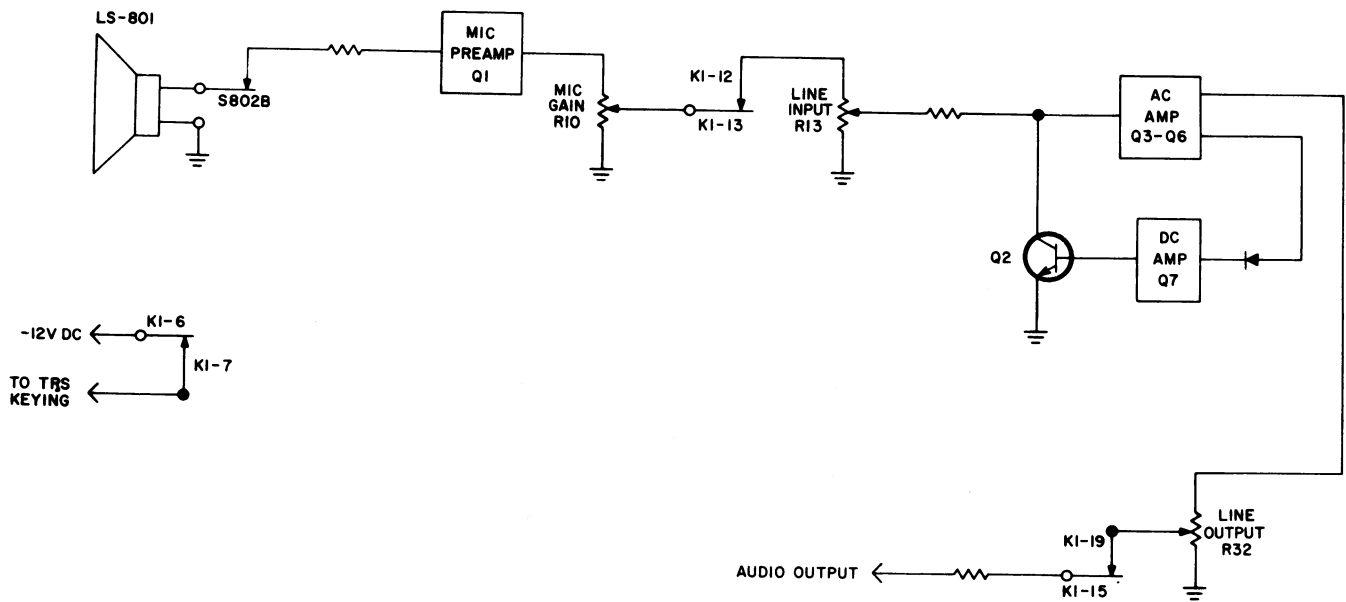 LS-801
S802B
MIC
PREAMP
Q1
MIC
GAIN
R10
K1-12
K1-13
LINE
INPUT
R13
AC
AMP
Q3-Q6
Q2
DC
AMP
Q7
-12V DC
K1-6
K1-7
TO TRS
KEYING
K1-19
LINE
OUTPUT
R32
AUDIO OUTPUT
K1-15